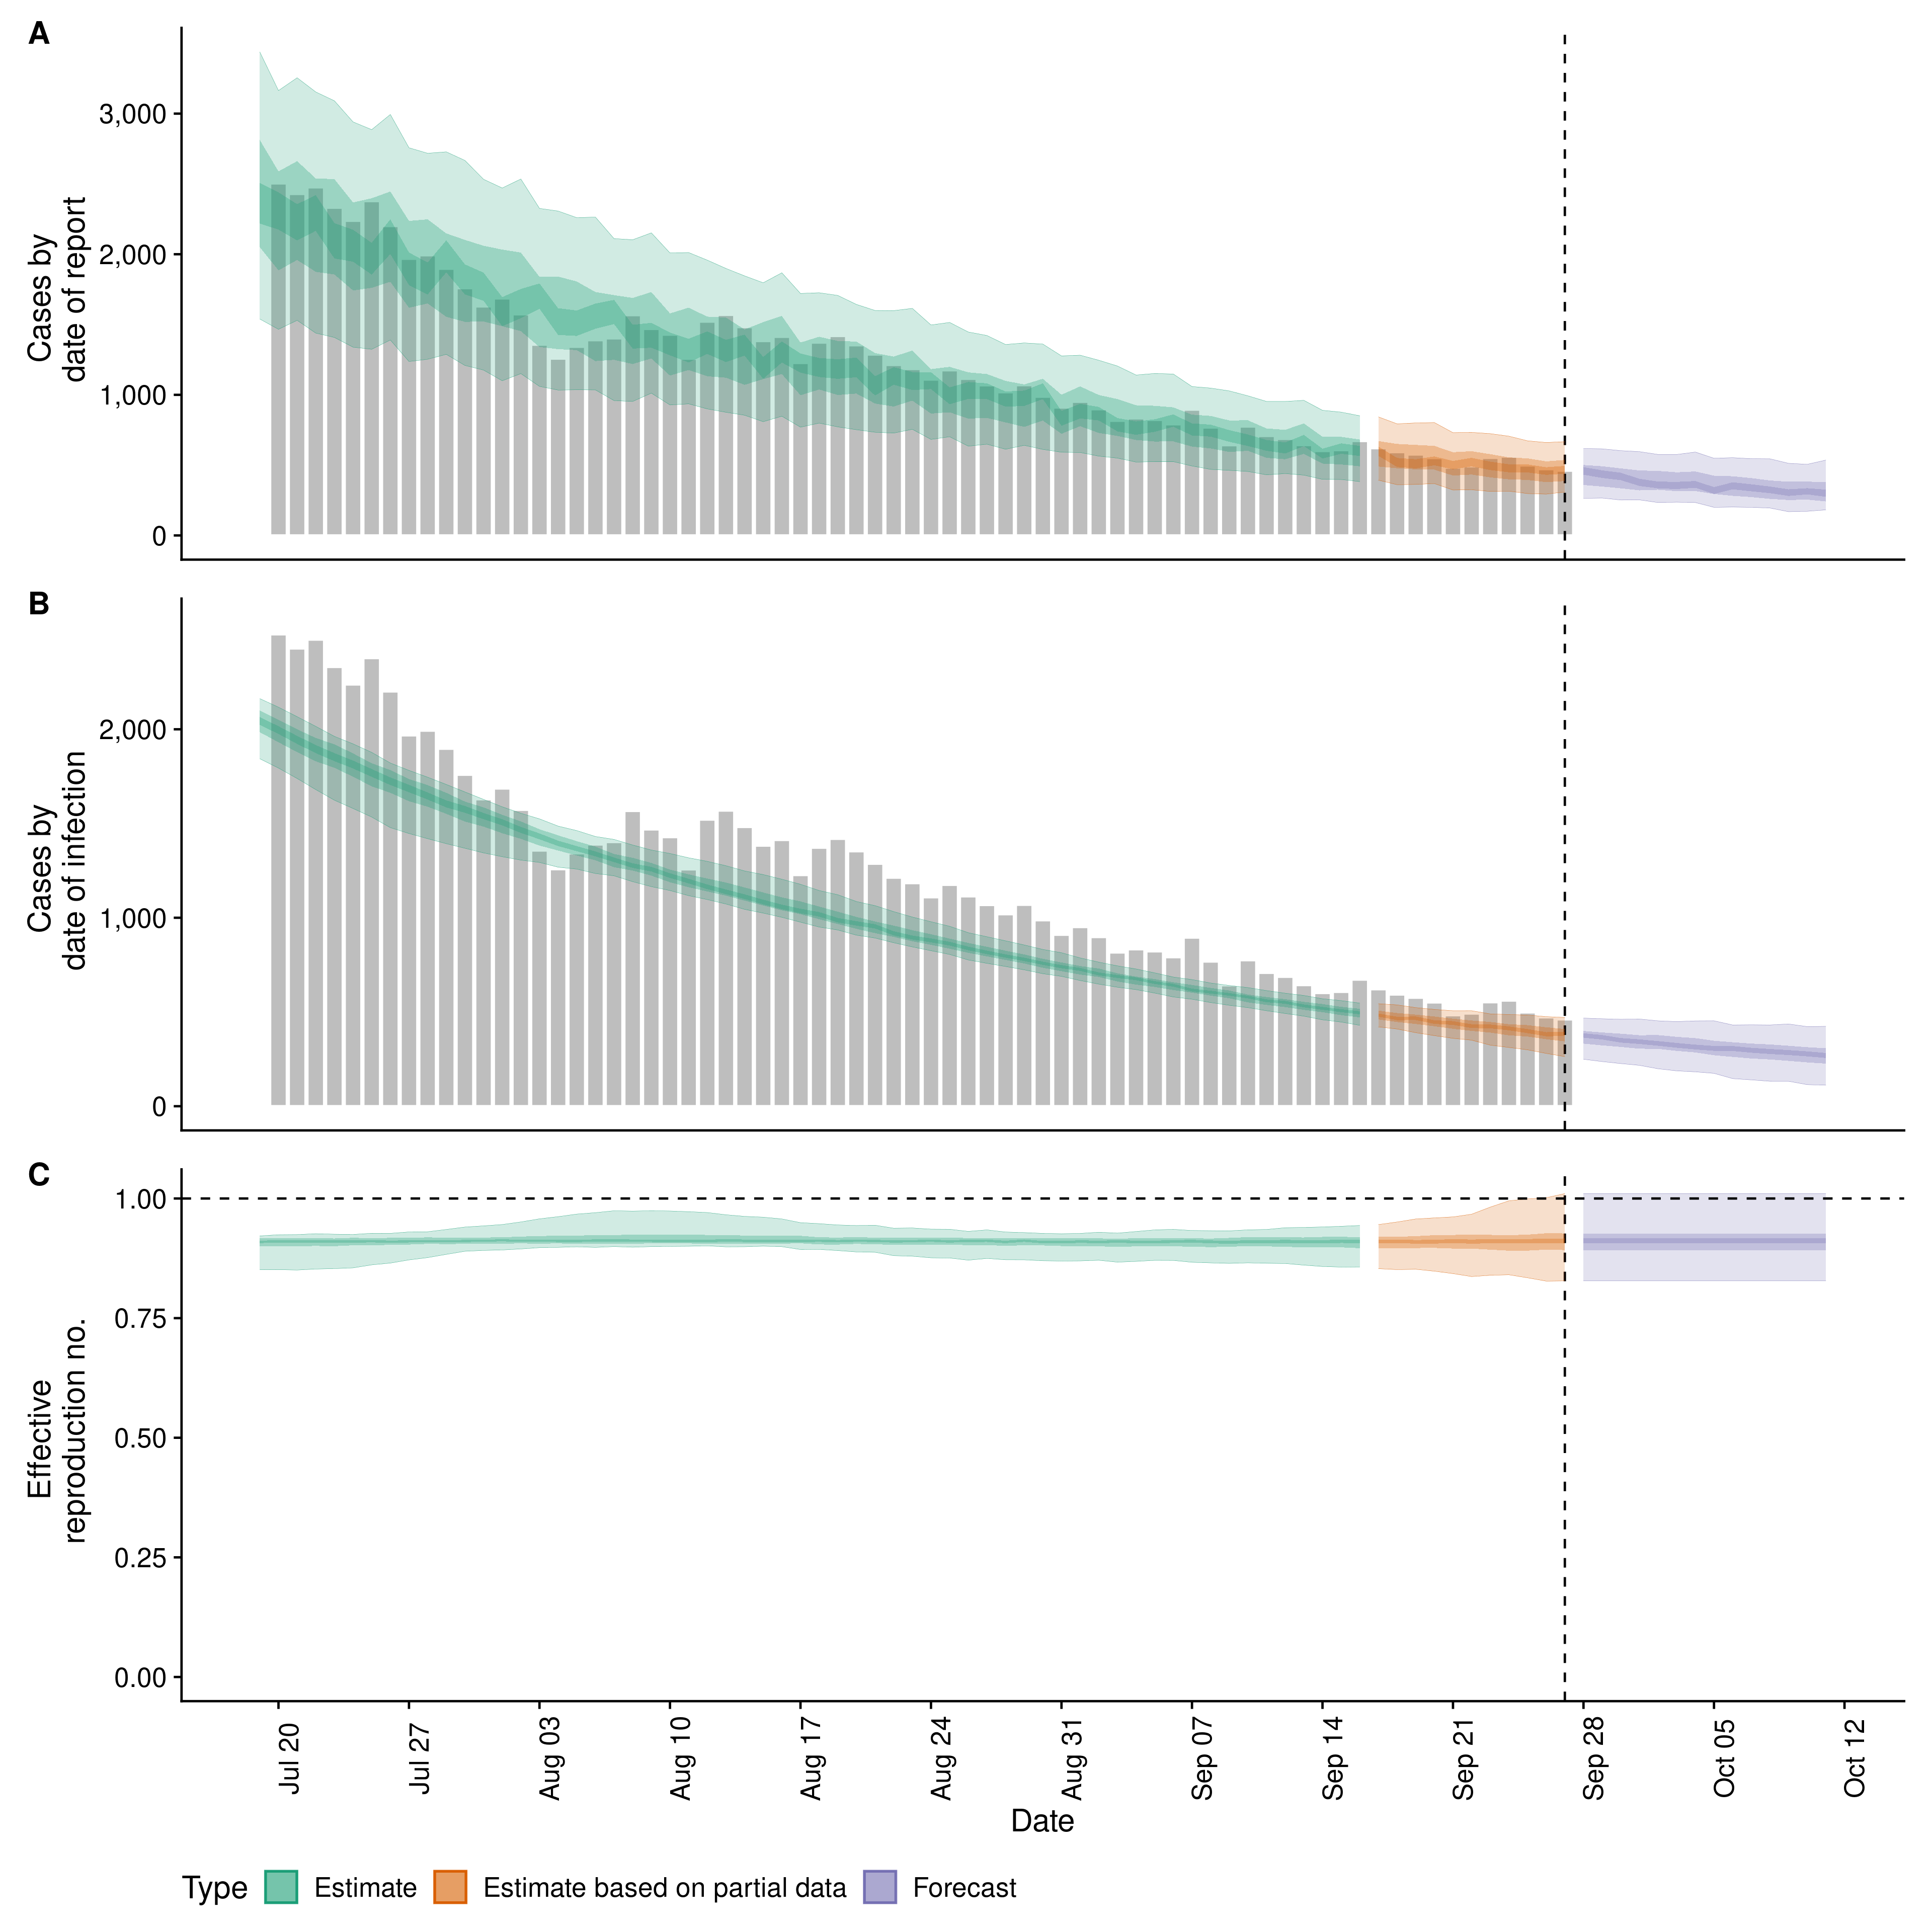 A
Cases by
date of report
3,000
2,000
1,000
0
B
Cases by
date of infection
2,000
1,000
0
C
Effective
reproduction no.
1.00
0.75
0.50
0.25
0.00
Jul 20
Jul 27
Aug 03
Aug 10
Aug 17
Aug 24
Aug 31
Sep 07
Sep 14
Sep 21
Sep 28
Oct 05
Oct 12
Date
Type Estimate Estimate based on partial data Forecast